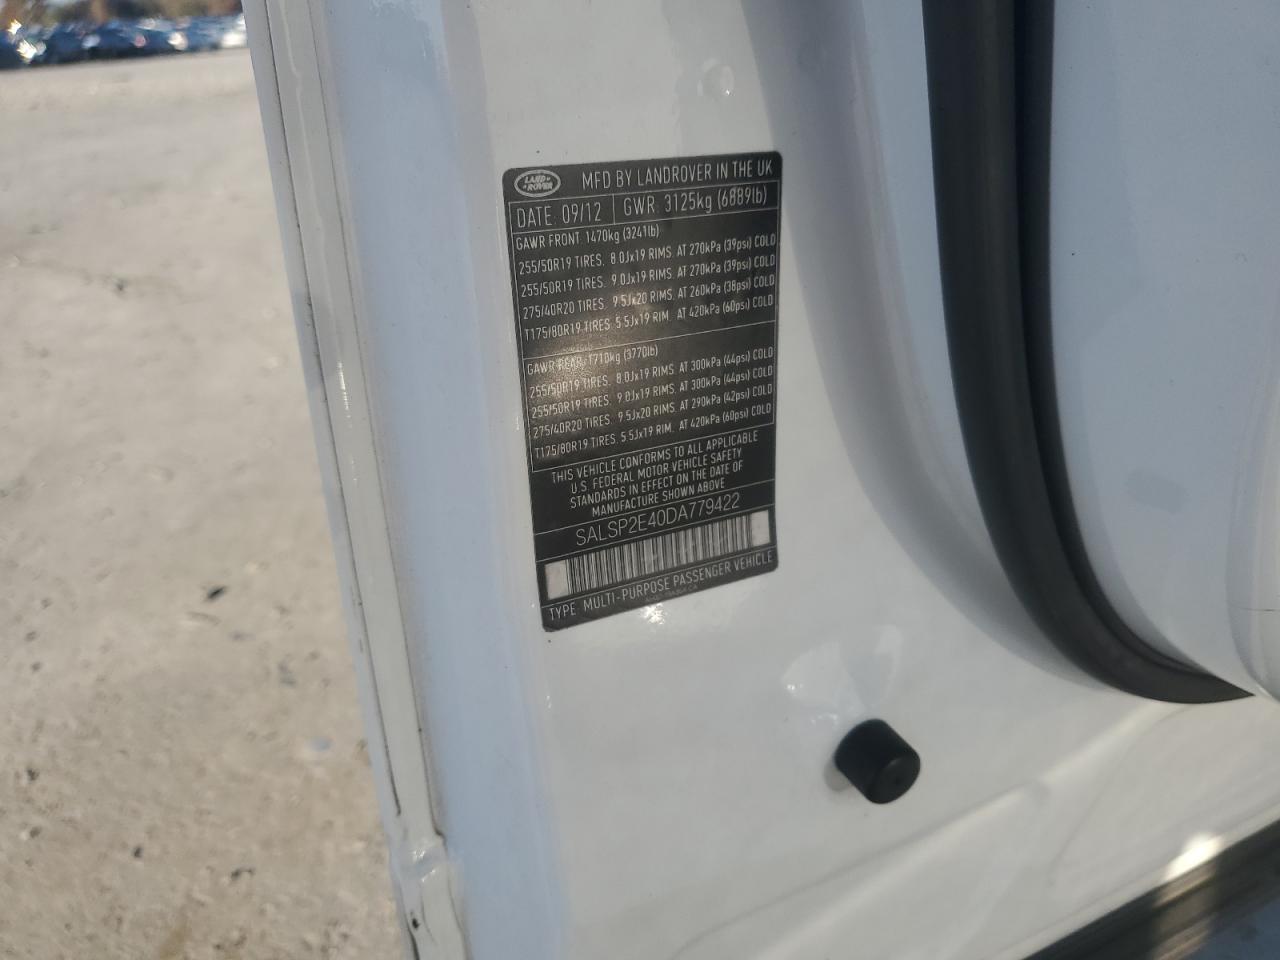 LAND ROVER
MFD BY LANDROVER IN THE UK
DATE: 09/12 GWR: 3125kg (6889lb)
GAWR FRONT: 1470kg (3241lb)
255/50R19 TIRES. 8.0Jx19 RIMS. AT 270kPa (39psi) COLD
255/50R19 TIRES. 9.0Jx19 RIMS. AT 270kPa (39psi) COLD
275/40R20 TIRES. 9.5Jx20 RIMS. AT 260kPa (38psi) COLD
T175/80R19 TIRES. 5.5Jx19 RIM. AT 420kPa (60psi) COLD
GAWR REAR: 1710kg (3770lb)
255/50R19 TIRES. 8.0Jx19 RIMS. AT 300kPa (44psi) COLD
255/50R19 TIRES. 9.0Jx19 RIMS. AT 300kPa (44psi) COLD
275/40R20 TIRES. 9.5Jx20 RIMS. AT 290kPa (42psi) COLD
T175/80R19 TIRES. 5.5Jx19 RIM. AT 420kPa (60psi) COLD
THIS VEHICLE CONFORMS TO ALL APPLICABLE
U.S. FEDERAL MOTOR VEHICLE SAFETY
STANDARDS IN EFFECT ON THE DATE OF
MANUFACTURE SHOWN ABOVE
SALSP2E40DA779422
TYPE: MULTI-PURPOSE PASSENGER VEHICLE